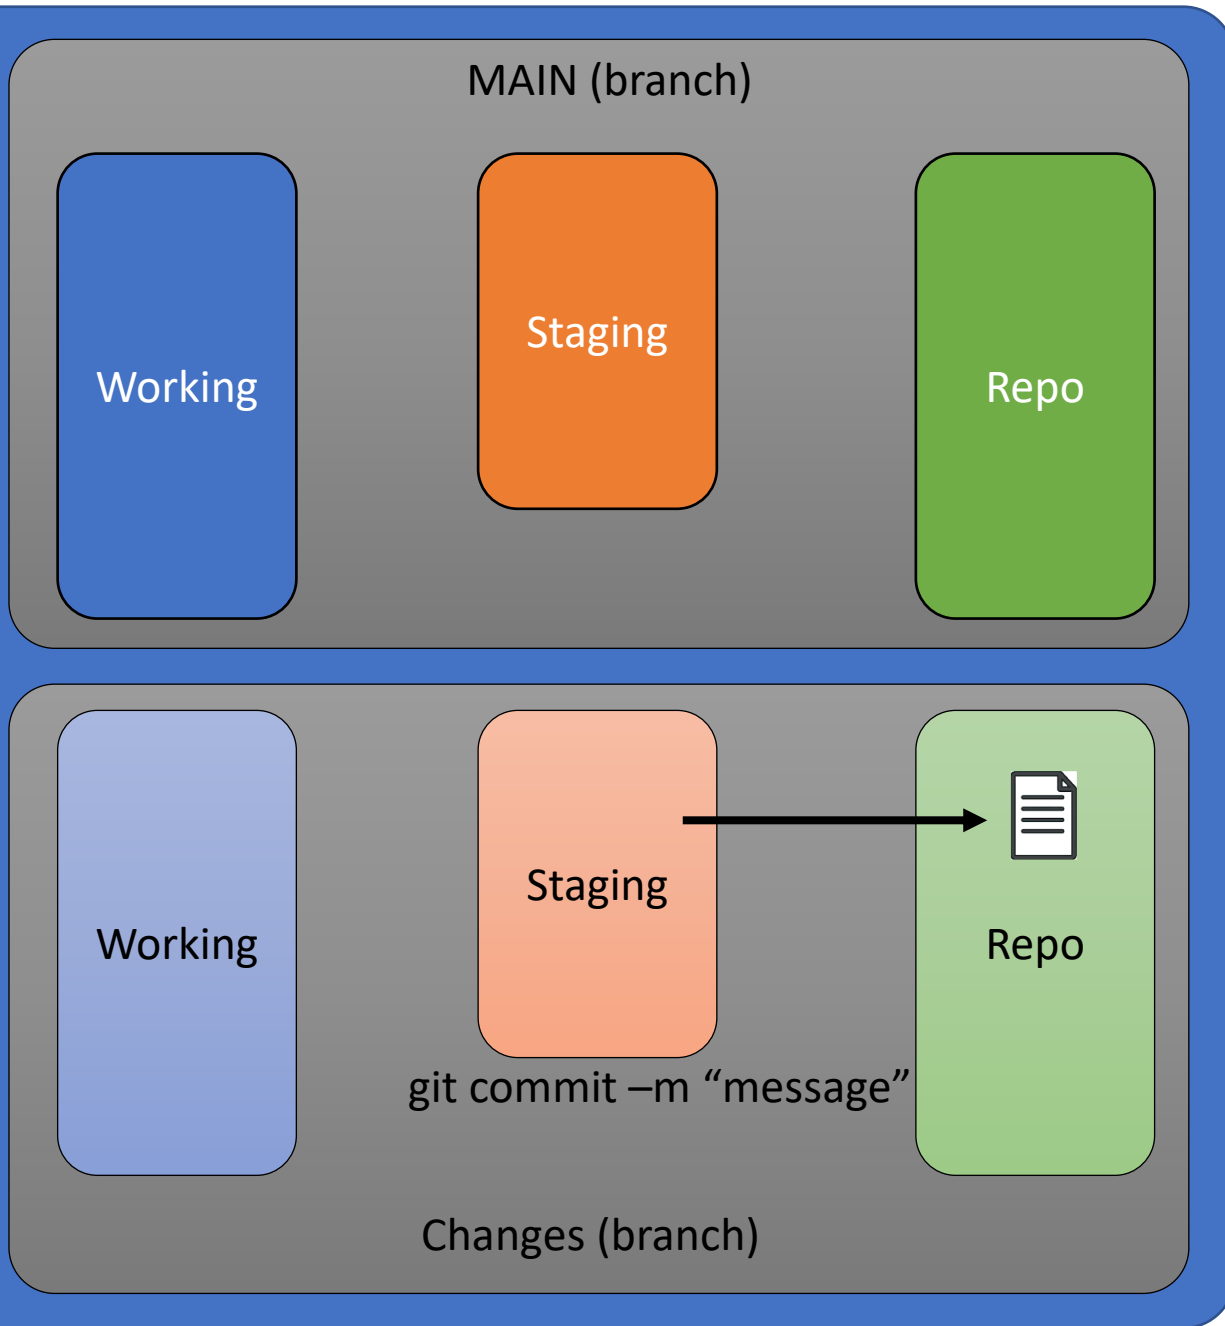 MAIN (branch)
Working
Staging
Repo
Working
Staging
Repo
git commit –m “message”
Changes (branch)